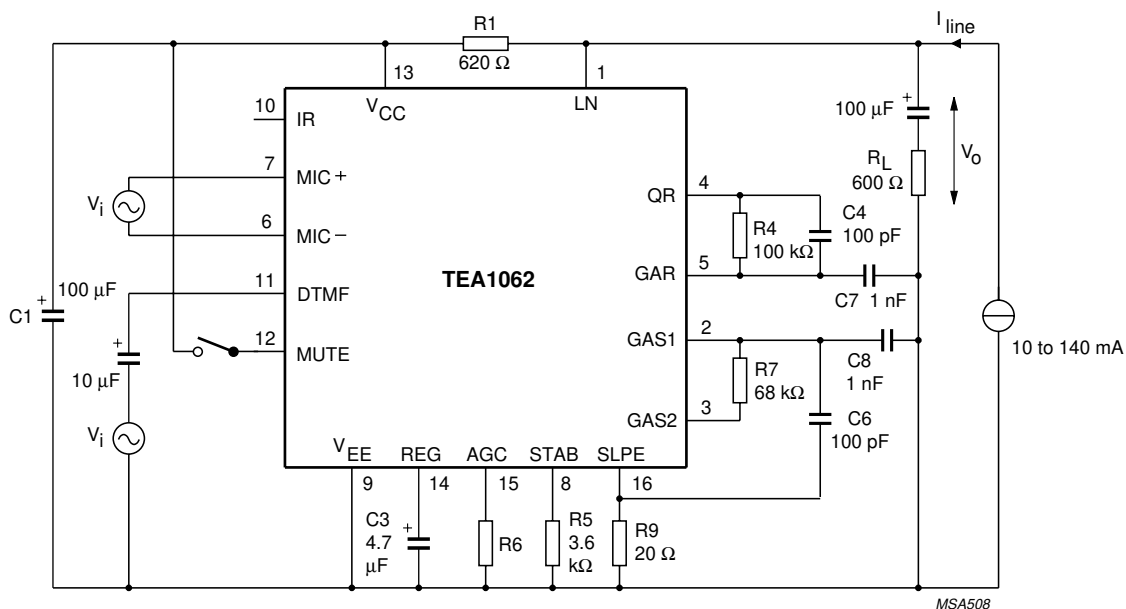 R1
620 Ω
I line
13
1
V CC
LN
10
IR
7
MIC+
V i
6
MIC−
11
DTMF
12
MUTE
100 μF
+
C1
+
10 μF
V i
TEA1062
QR
4
R4
100 kΩ
C4
100 pF
GAR
5
C7 1 nF
GAS1
2
R7
68 kΩ
C8
1 nF
GAS2
3
C6
100 pF
100 μF
+
R L
600 Ω
V o
10 to 140 mA
V EE
REG
AGC
STAB
SLPE
9
14
15
8
16
C3
4.7
μF
+
R6
R5
3.6
kΩ
R9
20 Ω
MSA508